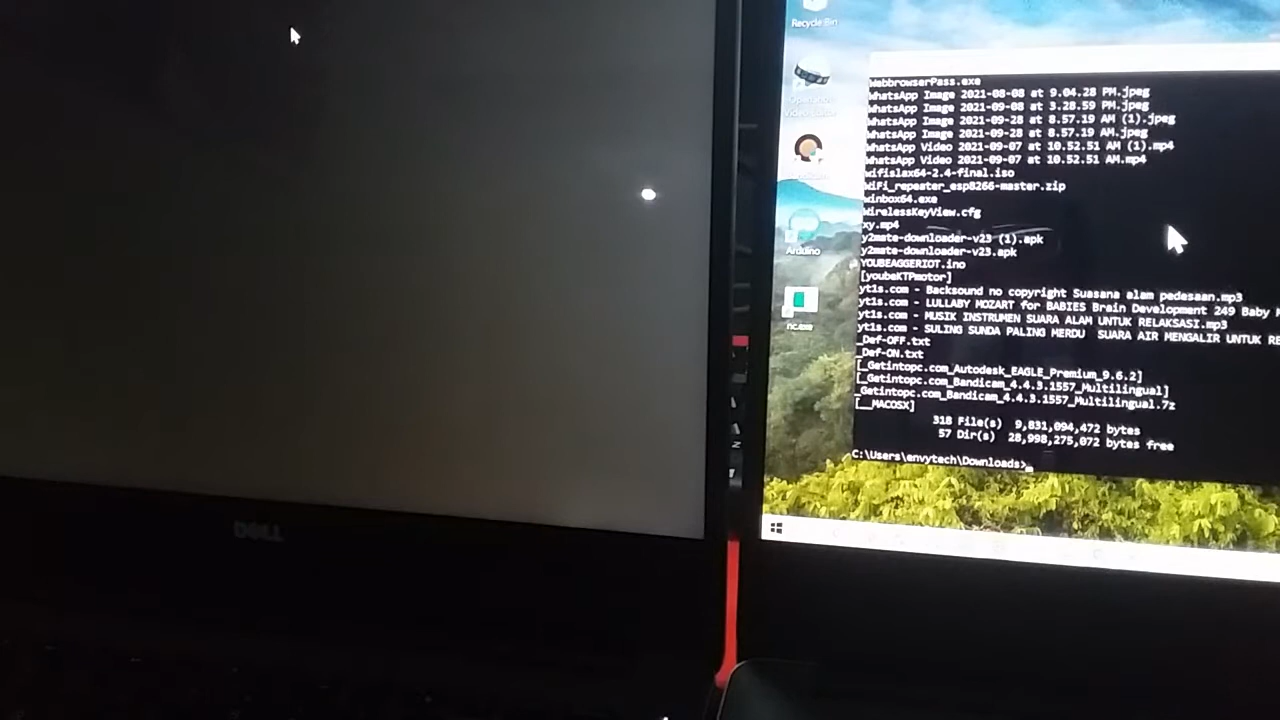 Recycle Bin
WebbrowserPass.exe
WhatsApp Image 2021-08-08 at 9.04.28 PM.jpeg
WhatsApp Image 2021-09-08 at 3.28.59 PM.jpeg
WhatsApp Image 2021-09-28 at 8.57.19 AM (1).jpeg
WhatsApp Image 2021-09-28 at 8.57.19 AM.jpeg
WhatsApp Video 2021-09-07 at 10.52.51 AM (1).mp4
WhatsApp Video 2021-09-07 at 10.52.51 AM.mp4
wifislax64-2.4-final.iso
WiFi_repeater_esp8266-master.zip
winbox64.exe
WirelessKeyView.cfg
xy.mp4
y2mate-downloader-v23 (1).apk
y2mate-downloader-v23.apk
YOUBEAGGERIOT.ino
[youbeKTPmotor]
yt1s.com - Backsound no copyright Suasana alam pedesaan.mp3
yt1s.com - LULLABY MOZART for BABIES Brain Development 249 Baby
yt1s.com - MUSIK INSTRUMEN SUARA ALAM UNTUK RELAKSASI.mp3
yt1s.com - SULING SUNDA PALING MERDU SUARA AIR MENGALIR UNTUK RE
_Def-OFF.txt
_Def-ON.txt
[_Getintopc.com_Autodesk_EAGLE_Premium_9.6.2]
[_Getintopc.com_Bandicam_4.4.3.1557_Multilingual]
_Getintopc.com_Bandicam_4.4.3.1557_Multilingual.7z
[__MACOSX]
318 File(s) 9,831,094,472 bytes
57 Dir(s) 28,998,275,072 bytes free
C:\Users\envytech\Downloads>_
Arduino
nc.exe
DELL